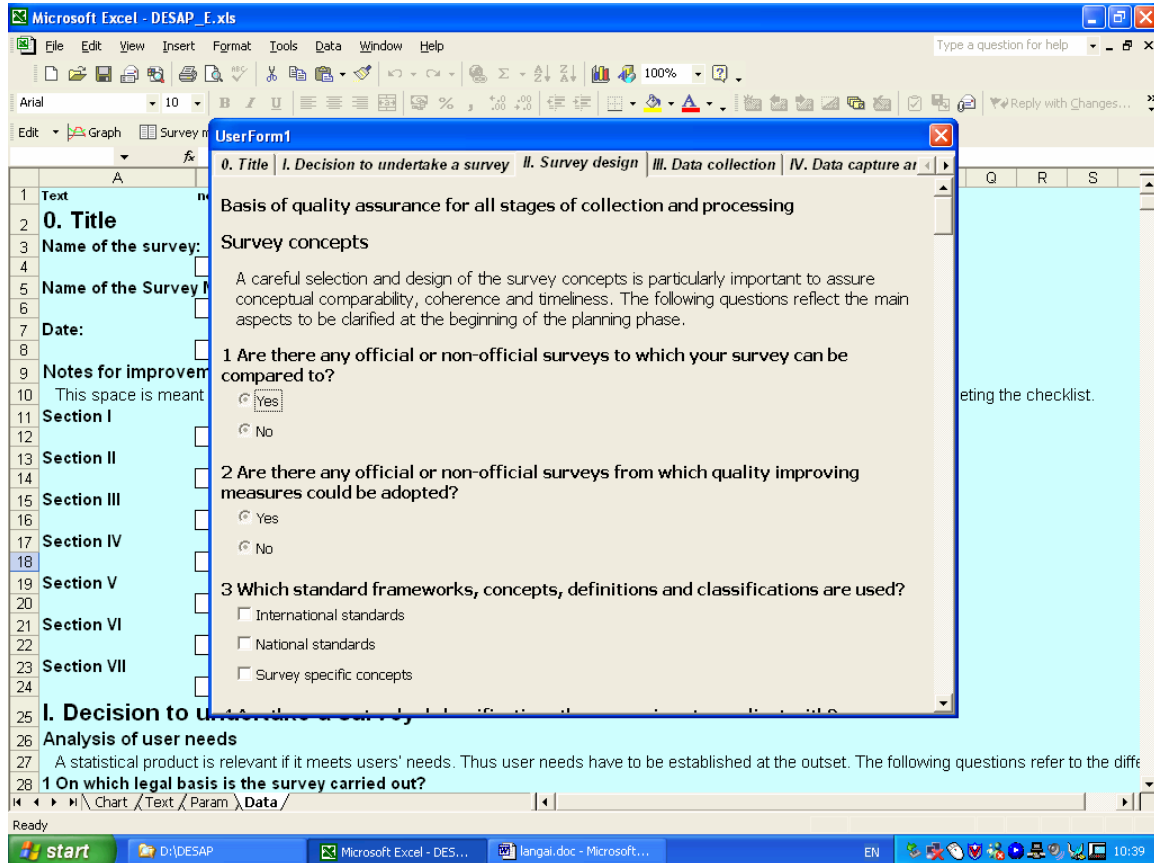 Microsoft Excel - DESAP_E.xls
File Edit View Insert Format Tools Data Window Help
Type a question for help
100%
Arial 10 B I U
Reply with Changes...
Edit Graph Survey
fx
UserForm1
0. Title I. Decision to undertake a survey II. Survey design III. Data collection IV. Data capture
A Q R S
1 Text
2 0. Title
3 Name of the survey:
4
5 Name of the Survey
6
7 Date:
8
9 Notes for
10 This space is meant eting the checklist.
11 Section I
12
13 Section II
14
15 Section III
16
17 Section IV
18
19 Section V
20
21 Section VI
22
23 Section VII
24
25 I. Decision to
26 Analysis of user needs
27 A statistical product is relevant if it meets users' needs. Thus user needs have to be established at the outset. The following questions refer to the diffe
28 1 On which legal basis is the survey carried out?
Basis of quality assurance for all stages of collection and processing
Survey concepts
A careful selection and design of the survey concepts is particularly important to assure
conceptual comparability, coherence and timeliness. The following questions reflect the main
aspects to be clarified at the beginning of the planning phase.
1 Are there any official or non-official surveys to which your survey can be
compared to?
Yes
No
2 Are there any official or non-official surveys from which quality improving
measures could be adopted?
Yes
No
3 Which standard frameworks, concepts, definitions and classifications are used?
International standards
National standards
Survey specific concepts
Chart Text Param Data
Ready
start D:\DESAP Microsoft Excel - DES... langai.doc - Microsoft... EN 10:39